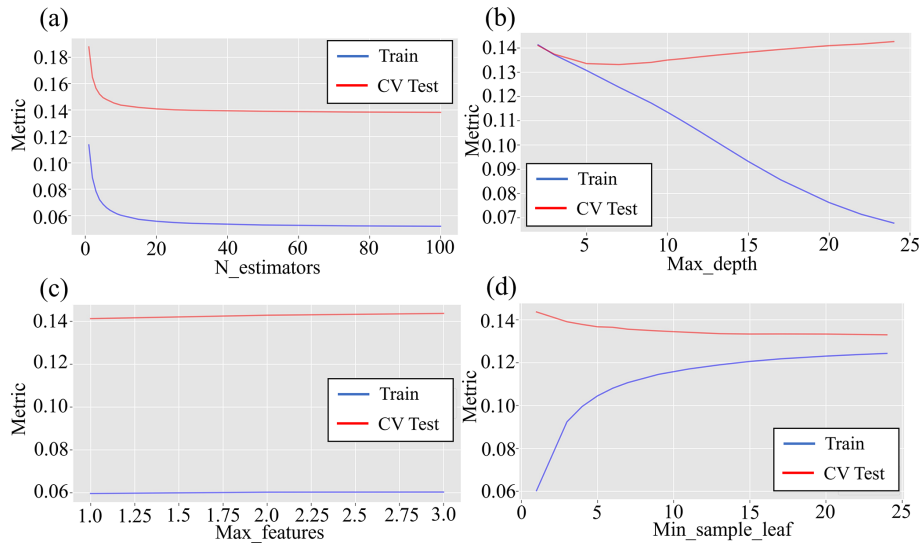 (a)
0.18
0.16
0.14
0.12
0.10
0.08
0.06
Metric
Train
CV Test
0 20 40 60 80 100
N_estimators
(b)
0.14
0.13
0.12
0.11
0.10
0.09
0.08
0.07
Metric
Train
CV Test
5 10 15 20 25
Max_depth
(c)
0.14
0.12
0.10
0.08
0.06
Metric
Train
CV Test
1.0 1.25 1.5 1.75 2.0 2.25 2.5 2.75 3.0
Max_features
(d)
0.14
0.12
0.10
0.08
0.06
Metric
Train
CV Test
0 5 10 15 20 25
Min_sample_leaf